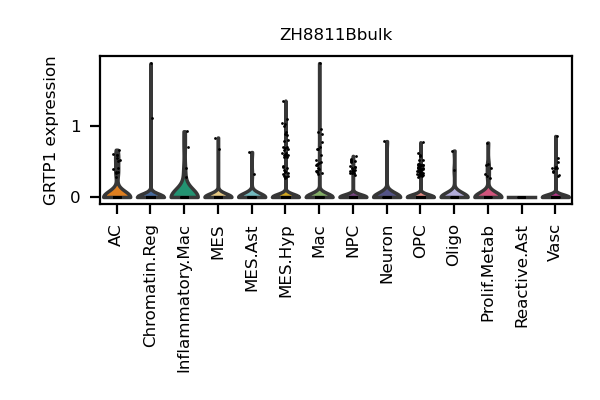 ZH8811Bbulk
GRTP1 expression
1
0
AC
Chromatin.Reg
Inflammatory.Mac
MES
MES.Ast
MES.Hyp
Mac
NPC
Neuron
OPC
Oligo
Prolif.Metab
Reactive.Ast
Vasc